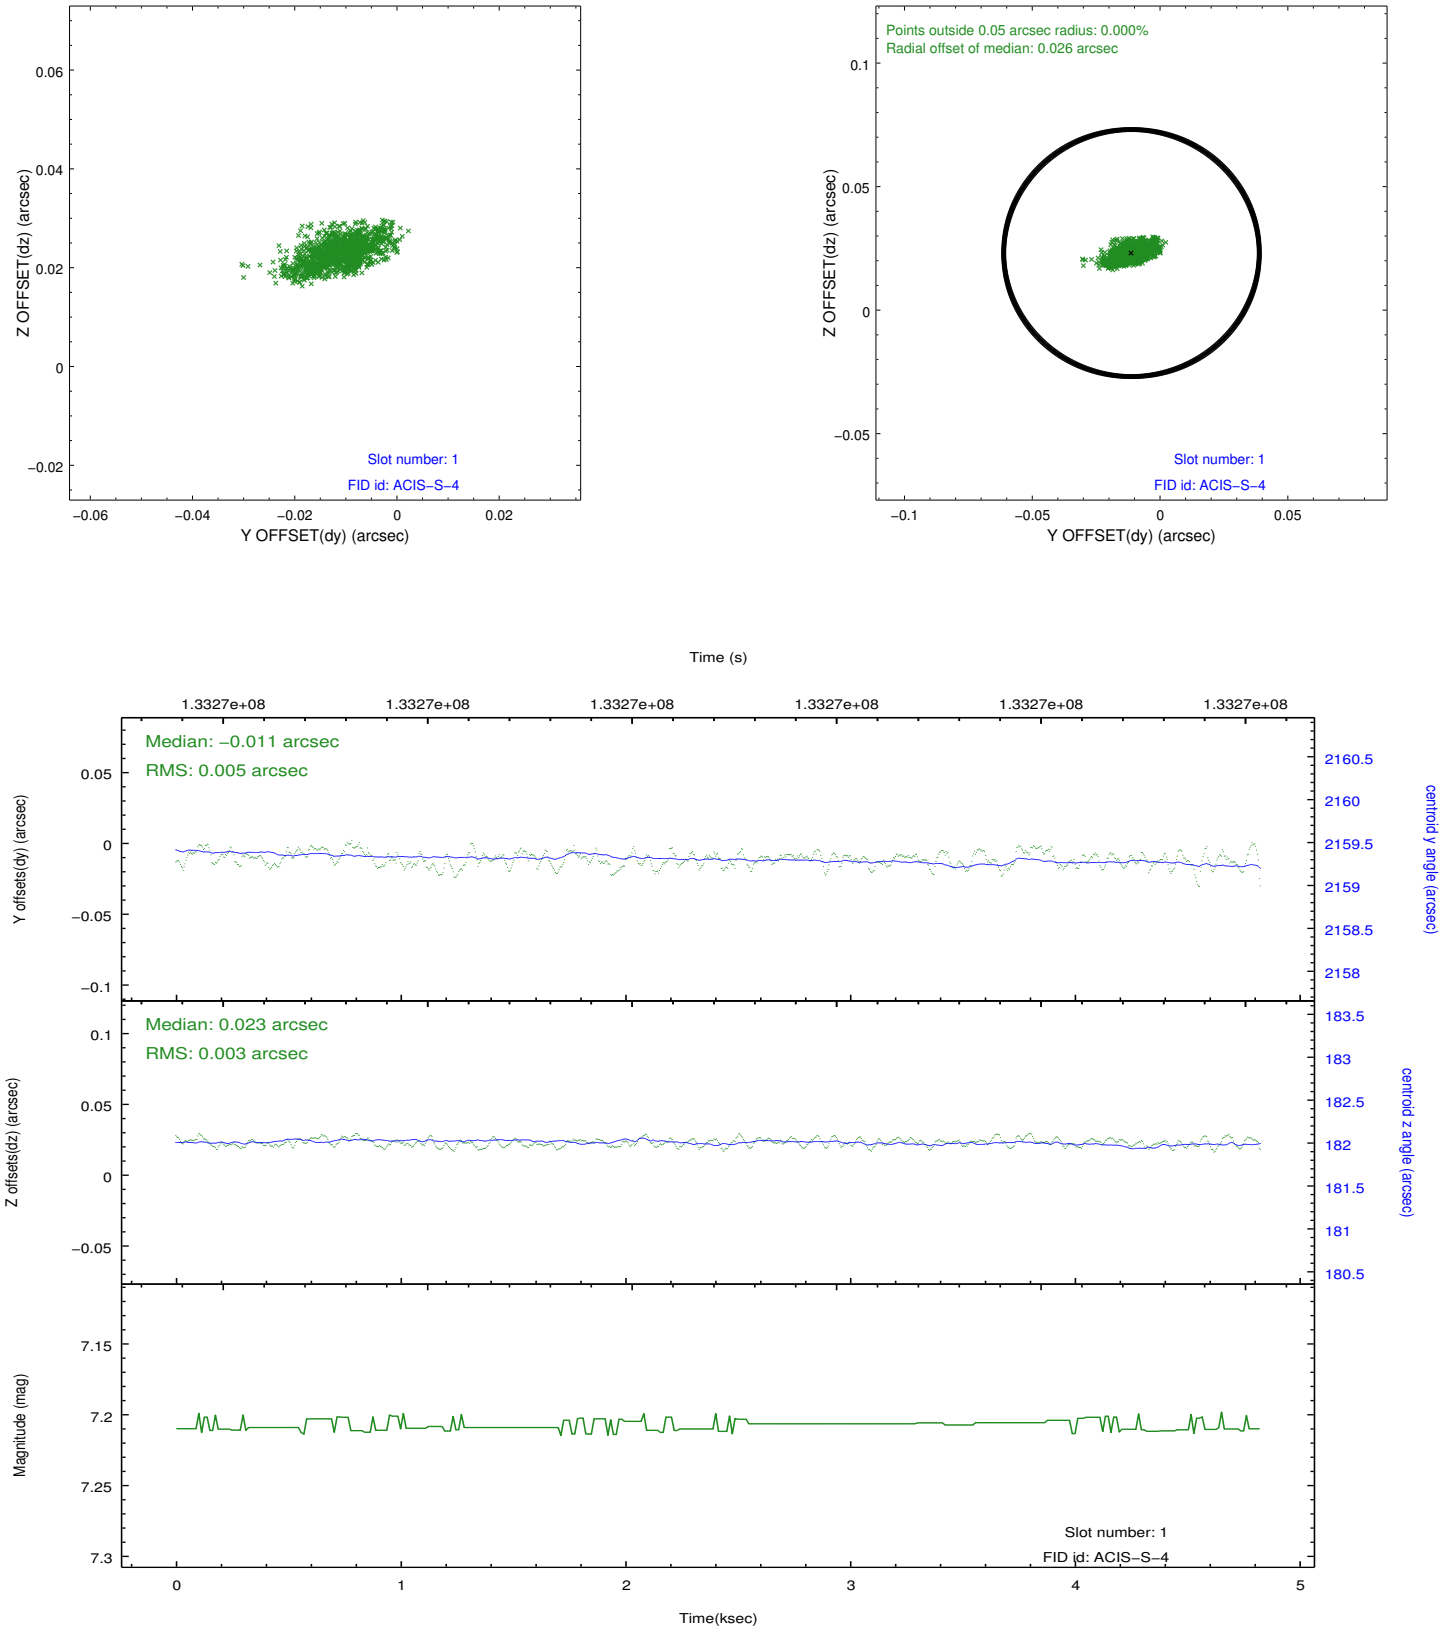 0.06
0.04
0.02
0
−0.02
Z OFFSET(dz) (arcsec)
Slot number: 1
FID id: ACIS−S−4
−0.06
−0.04
−0.02
0
0.02
Y OFFSET(dy) (arcsec)
Points outside 0.05 arcsec radius: 0.000%
Radial offset of median: 0.026 arcsec
0.1
0.05
0
−0.05
Z OFFSET(dz) (arcsec)
Slot number: 1
FID id: ACIS−S−4
−0.1
−0.05
0
0.05
Y OFFSET(dy) (arcsec)
Time (s)
1.3327e+08
1.3327e+08
1.3327e+08
1.3327e+08
1.3327e+08
1.3327e+08
Median: −0.011 arcsec
RMS: 0.005 arcsec
0.05
0
−0.05
−0.1
Y offsets(dy) (arcsec)
2160.5
2160
2159.5
2159
2158.5
2158
centroid y angle (arcsec)
Median: 0.023 arcsec
RMS: 0.003 arcsec
0.1
0.05
0
−0.05
Z offsets(dz) (arcsec)
183.5
183
182.5
182
181.5
181
180.5
centroid z angle (arcsec)
7.15
7.2
7.25
7.3
Magnitude (mag)
Slot number: 1
FID id: ACIS−S−4
0
1
2
3
4
5
Time(ksec)